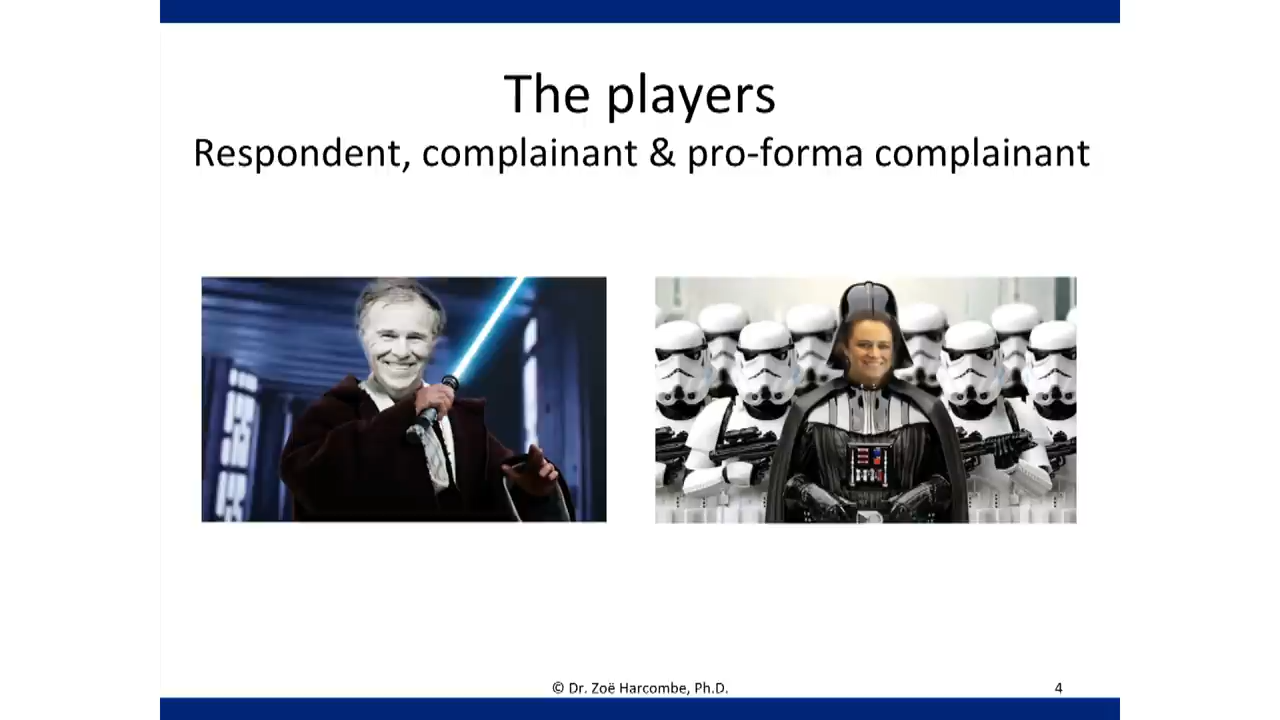 The players
Respondent, complainant & pro-forma complainant
© Dr. Zoë Harcombe, Ph.D.
4